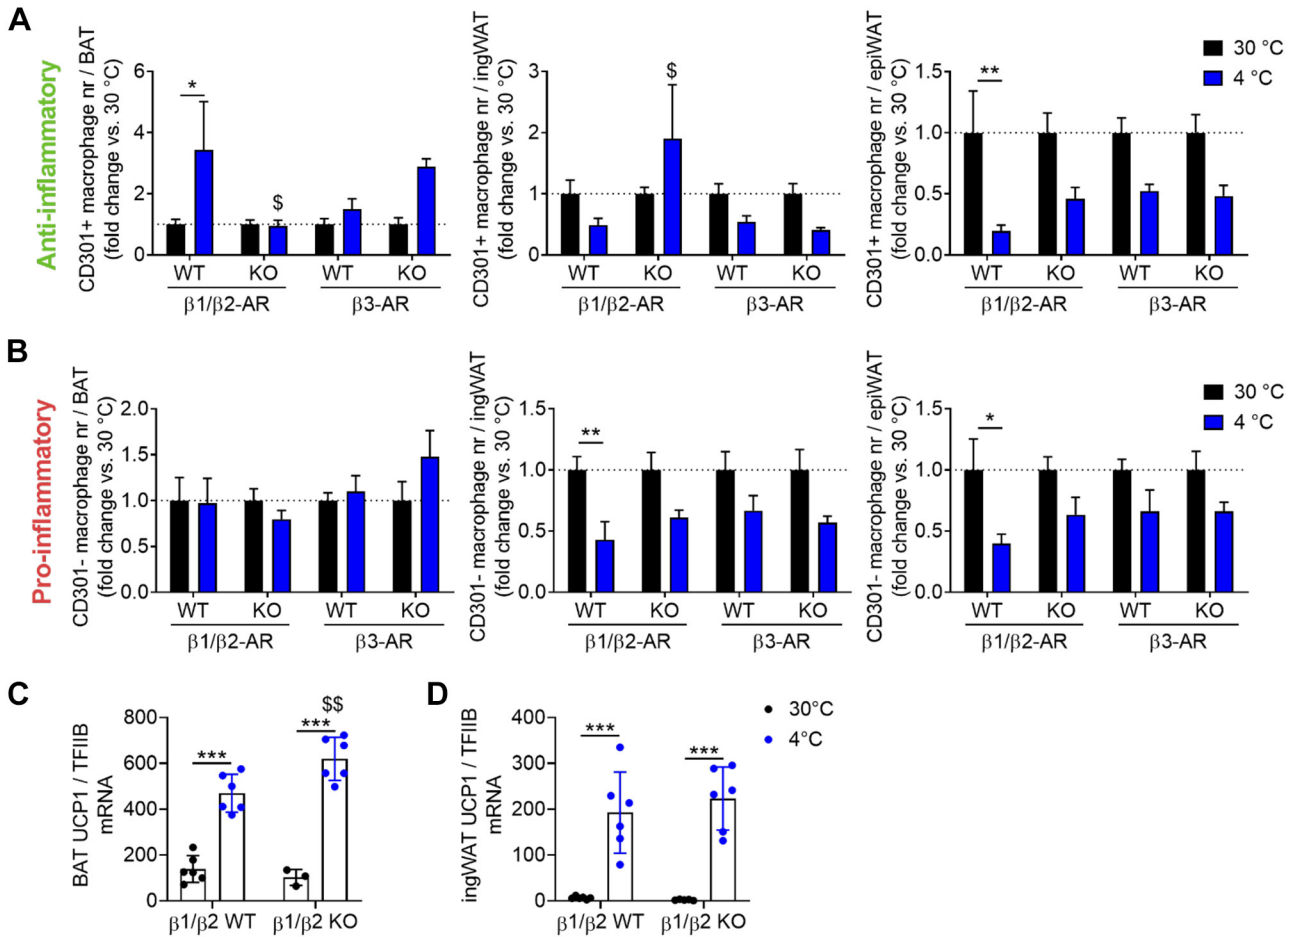 A
Anti-inflammatory
CD301+ macrophage nr / BAT
(fold change vs. 30 °C)
6
4
2
0
*
$
WT
KO
WT
KO
β1/β2-AR
β3-AR
CD301+ macrophage nr / ingWAT
(fold change vs. 30 °C)
3
2
1
0
$
WT
KO
WT
KO
β1/β2-AR
β3-AR
CD301+ macrophage nr / epiWAT
(fold change vs. 30 °C)
1.5
1.0
0.5
0.0
**
WT
KO
WT
KO
β1/β2-AR
β3-AR
30 °C
4 °C
B
Pro-inflammatory
CD301- macrophage nr / BAT
(fold change vs. 30 °C)
2.0
1.5
1.0
0.5
0.0
WT
KO
WT
KO
β1/β2-AR
β3-AR
CD301- macrophage nr / ingWAT
(fold change vs. 30 °C)
1.5
1.0
0.5
0.0
**
WT
KO
WT
KO
β1/β2-AR
β3-AR
CD301- macrophage nr / epiWAT
(fold change vs. 30 °C)
1.5
1.0
0.5
0.0
*
WT
KO
WT
KO
β1/β2-AR
β3-AR
30 °C
4 °C
C
BAT UCP1 / TFIIB
mRNA
800
600
400
200
0
***
$$
***
β1/β2 WT
β1/β2 KO
D
ingWAT UCP1 / TFIIB
mRNA
400
300
200
100
0
***
***
β1/β2 WT
β1/β2 KO
30°C
4°C